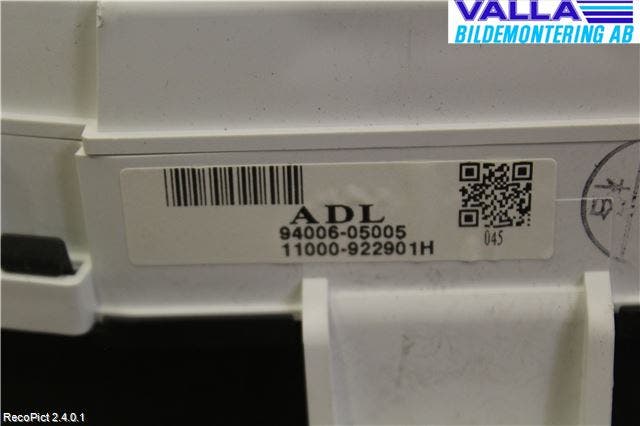 VALLA
BILDEMONTERING AB
ADL
94006-05005
11000-922901H
045
RecoPict 2.4.0.1